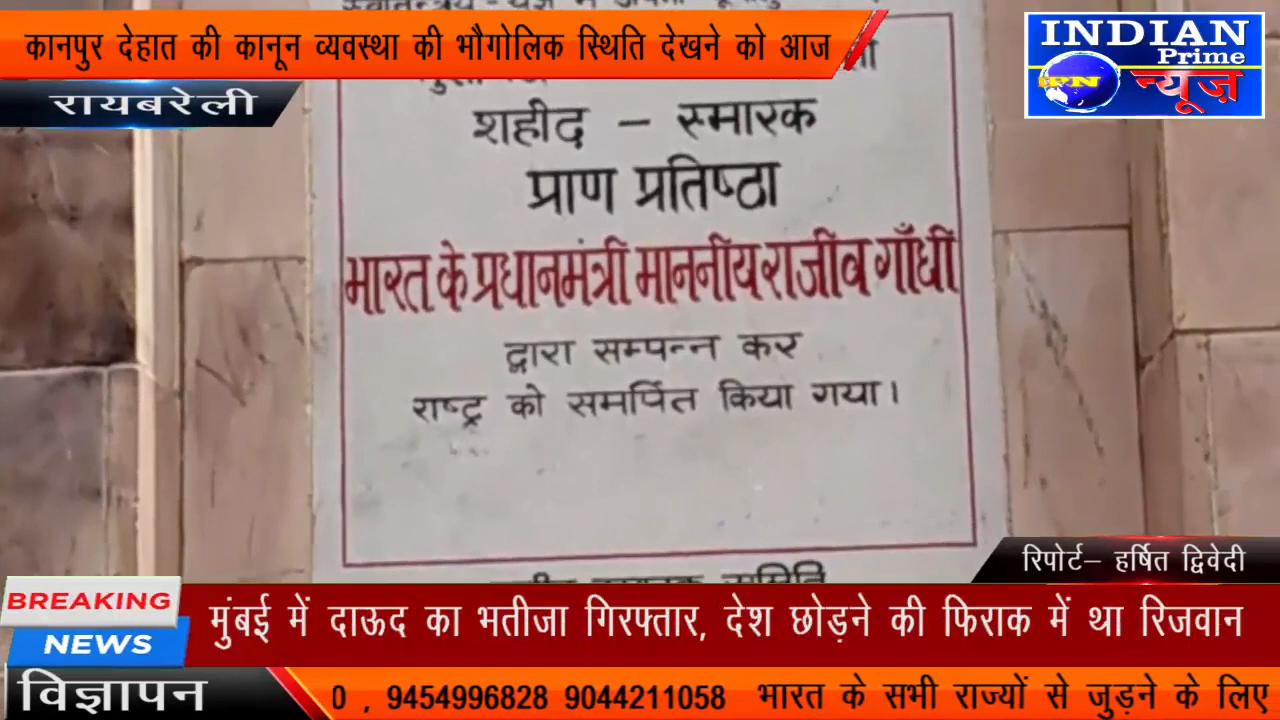 कानपुर देहात की कानून व्यवस्था की भौगोलिक स्थिति देखने को आज
INDIAN
Prime
IPN न्यूज़
रायबरेली
शहीद – स्मारक
प्राण प्रतिष्ठा
भारत के प्रधानमंत्री माननीय राजीव गाँधी
द्वारा सम्पन्न कर
राष्ट्र को समर्पित किया गया।
रिपोर्ट– हर्षित द्विवेदी
BREAKING
NEWS
मुंबई में दाऊद का भतीजा गिरफ्तार, देश छोड़ने की फिराक में था रिजवान
विज्ञापन
0 , 9454996828 9044211058 भारत के सभी राज्यों से जुड़ने के लिए